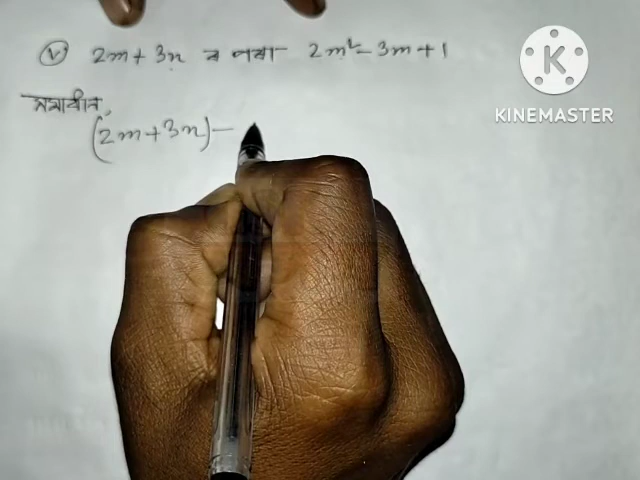 (v) 2m + 3n ৰ পৰা 2m² - 3m + 1
সমাধান,
(2m + 3n) -
KINEMASTER